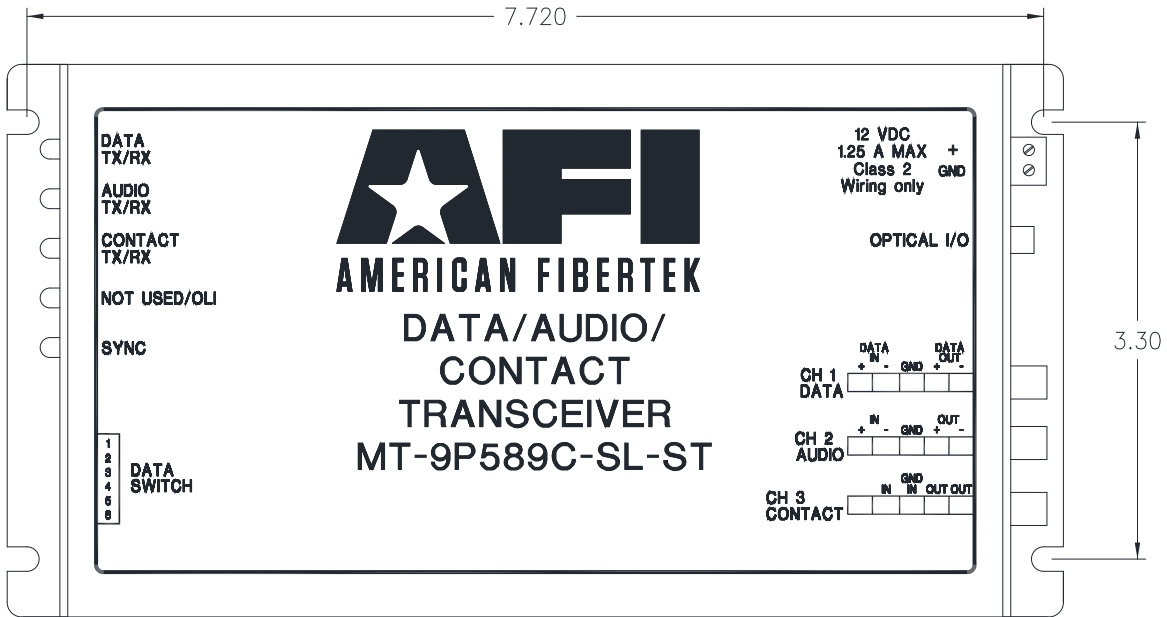 7.720
DATA
TX/RX
AUDIO
TX/RX
CONTACT
TX/RX
NOT USED/OLI
SYNC
1
2
3
4
5
6
DATA
SWITCH
AFI
AMERICAN FIBERTEK
DATA/AUDIO/
CONTACT
TRANSCEIVER
MT-9P589C-SL-ST
12 VDC
1.25 A MAX +
Class 2 GND
Wiring only
OPTICAL I/O
3.30
DATA DATA
IN OUT
+ - GND + -
CH 1
DATA
IN OUT
+ - GND + -
CH 2
AUDIO
GND
IN IN OUT OUT
CH 3
CONTACT